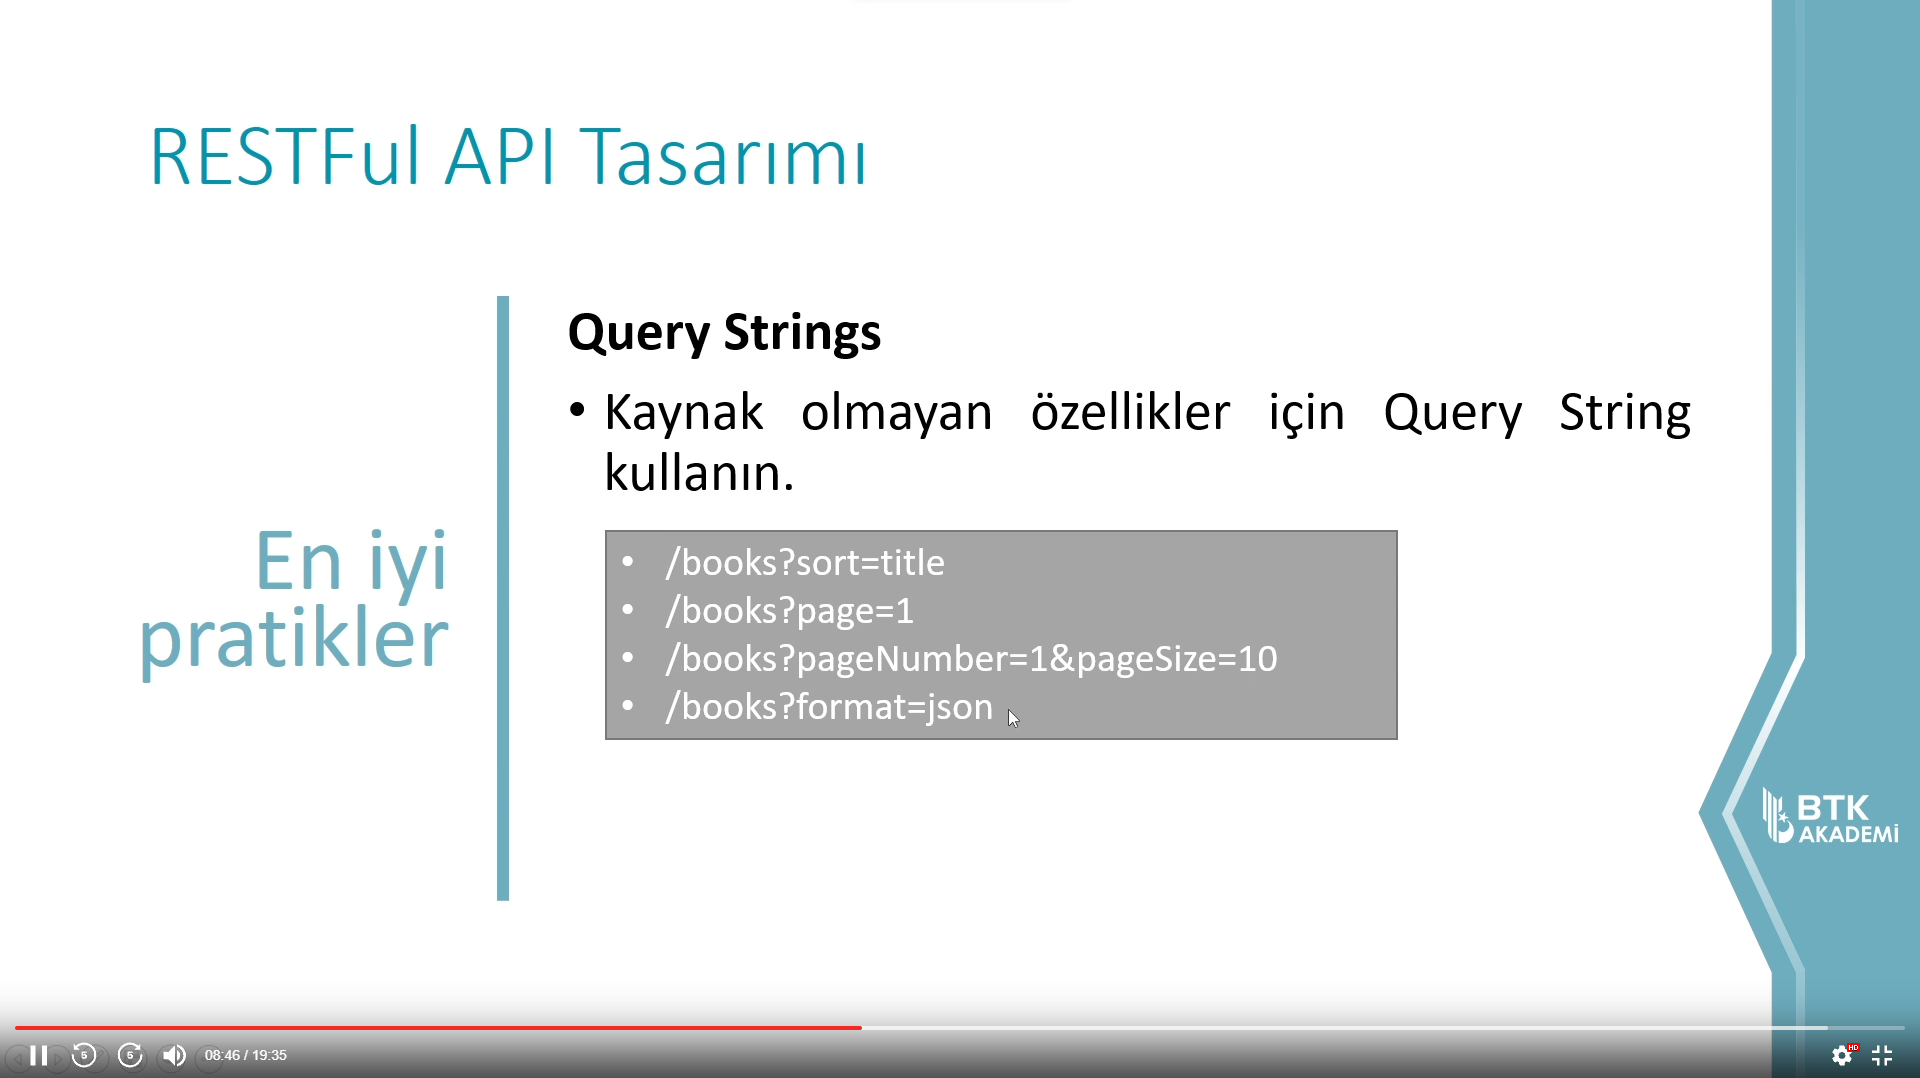 RESTFul API Tasarımı
En iyi
pratikler
Query Strings
• Kaynak olmayan özellikler için Query String
kullanın.
• /books?sort=title
• /books?page=1
• /books?pageNumber=1&pageSize=10
• /books?format=json
BTK
AKADEMİ
5
5
08:46 / 19:35
HD